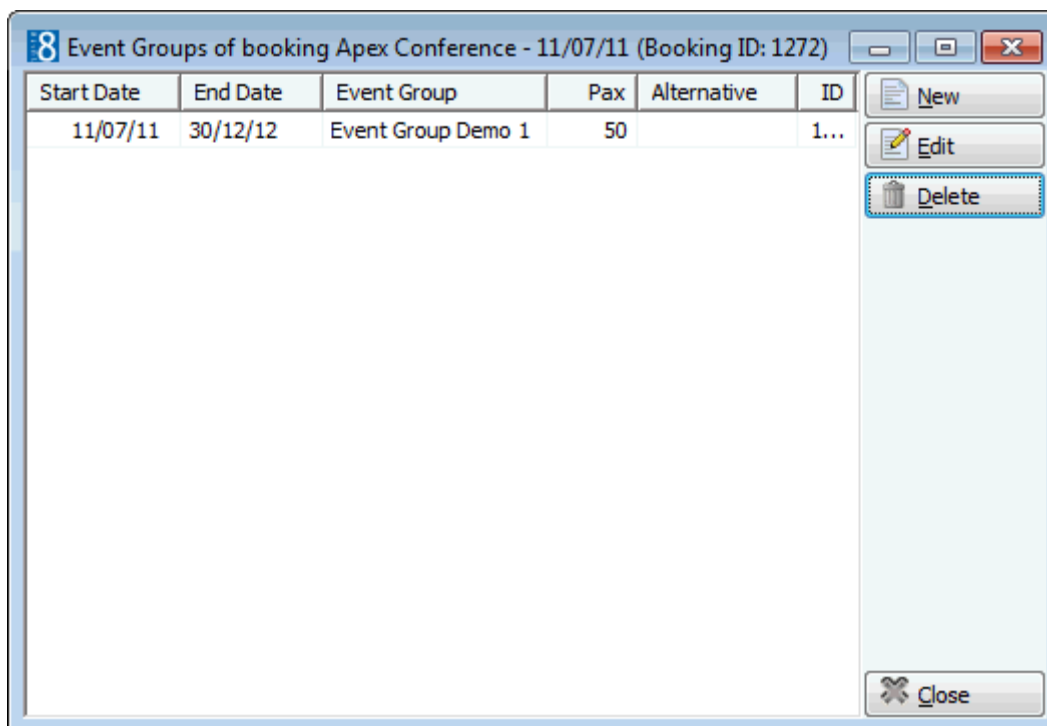 8 Event Groups of booking Apex Conference - 11/07/11 (Booking ID: 1272)
Start Date End Date Event Group Pax Alternative ID
11/07/11 30/12/12 Event Group Demo 1 50 1...
New
Edit
Delete
Close